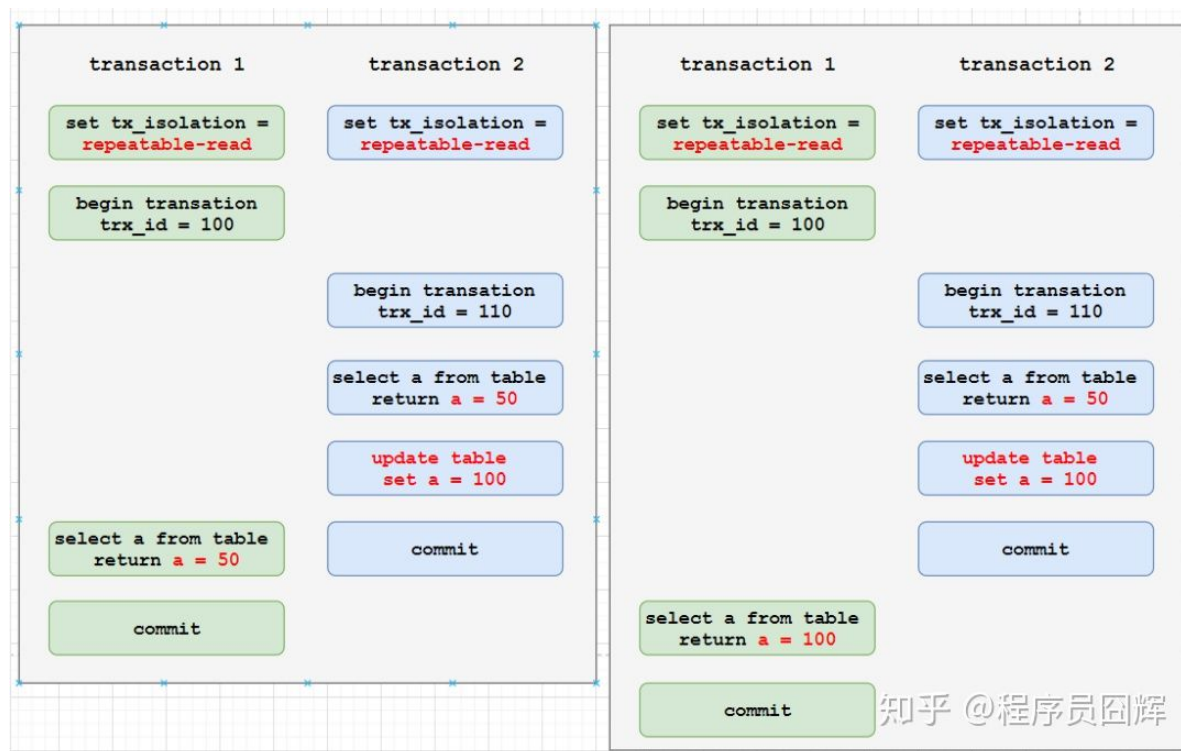 transaction 1
transaction 2
set tx_isolation =
repeatable-read
set tx_isolation =
repeatable-read
begin transation
trx_id = 100
begin transation
trx_id = 110
select a from table
return a = 50
update table
set a = 100
select a from table
return a = 50
commit
commit
transaction 1
transaction 2
set tx_isolation =
repeatable-read
set tx_isolation =
repeatable-read
begin transation
trx_id = 100
begin transation
trx_id = 110
select a from table
return a = 50
update table
set a = 100
commit
select a from table
return a = 100
commit
知乎 @程序员囧辉